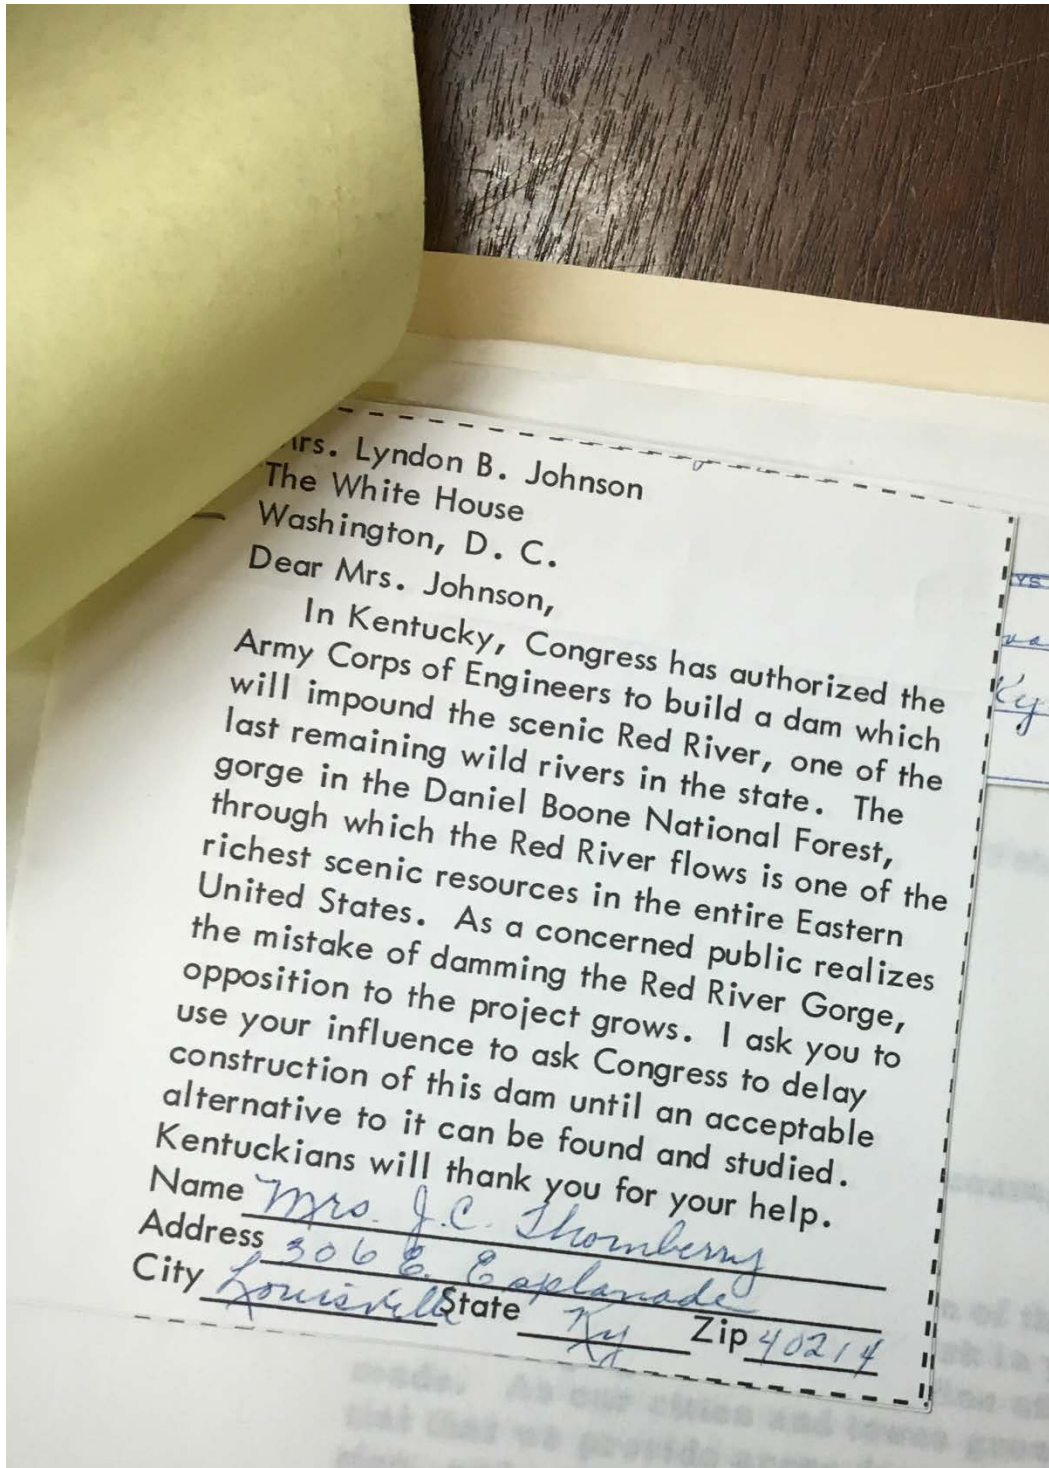 Mrs. Lyndon B. Johnson
The White House
Washington, D. C.
Dear Mrs. Johnson,
In Kentucky, Congress has authorized the
Army Corps of Engineers to build a dam which
will impound the scenic Red River, one of the
last remaining wild rivers in the state. The
gorge in the Daniel Boone National Forest,
through which the Red River flows is one of the
richest scenic resources in the entire Eastern
United States. As a concerned public realizes
the mistake of damming the Red River Gorge,
opposition to the project grows. I ask you to
use your influence to ask Congress to delay
construction of this dam until an acceptable
alternative to it can be found and studied.
Kentuckians will thank you for your help.
Name Mrs. J.C. Thornberry
Address 306 E. Esplanade
City Louisville State Ky Zip 40214
Ky